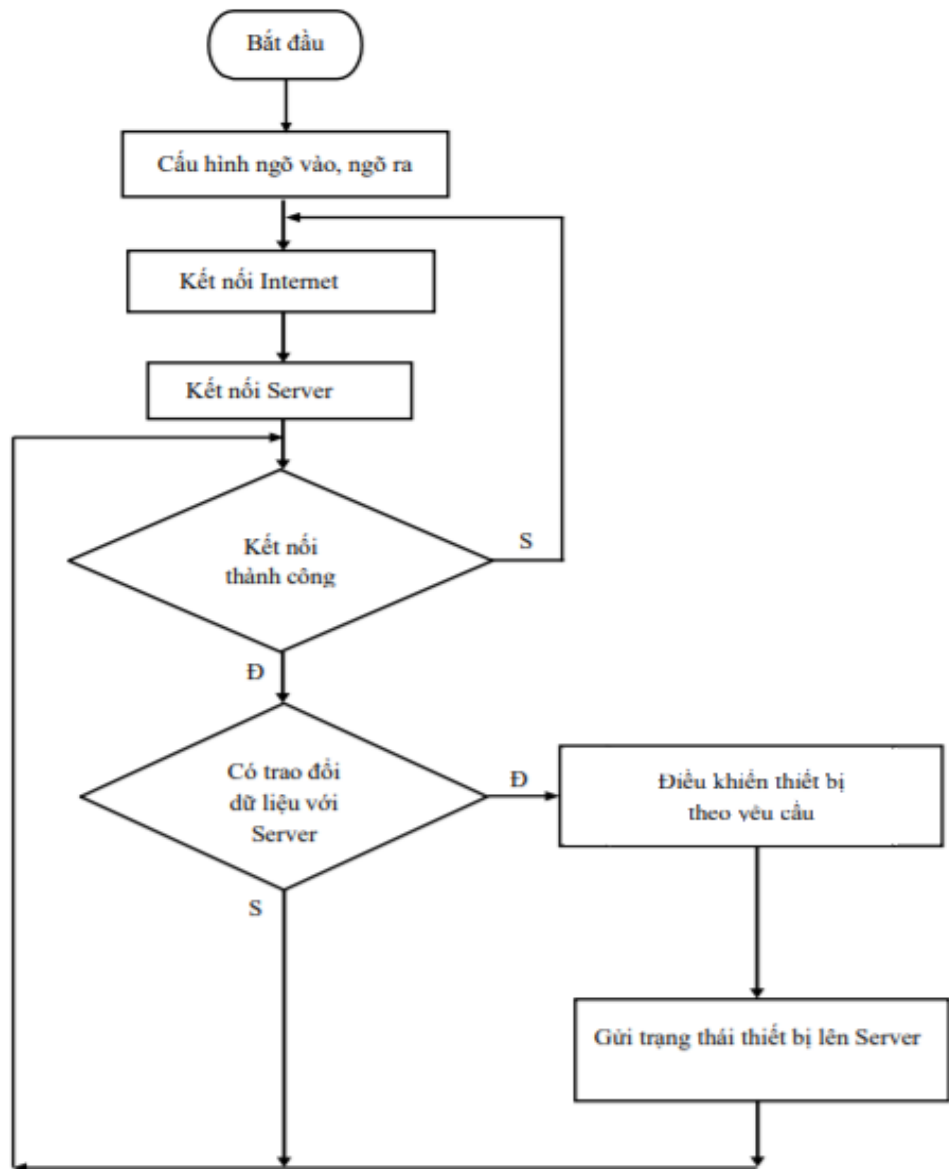 Bắt đầu
Cấu hình ngõ vào, ngõ ra
Kết nối Internet
Kết nối Server
Kết nối
thành công
S
Đ
Có trao đổi
dữ liệu với
Server
Đ
S
Điều khiển thiết bị
theo yêu cầu
Gửi trạng thái thiết bị lên Server